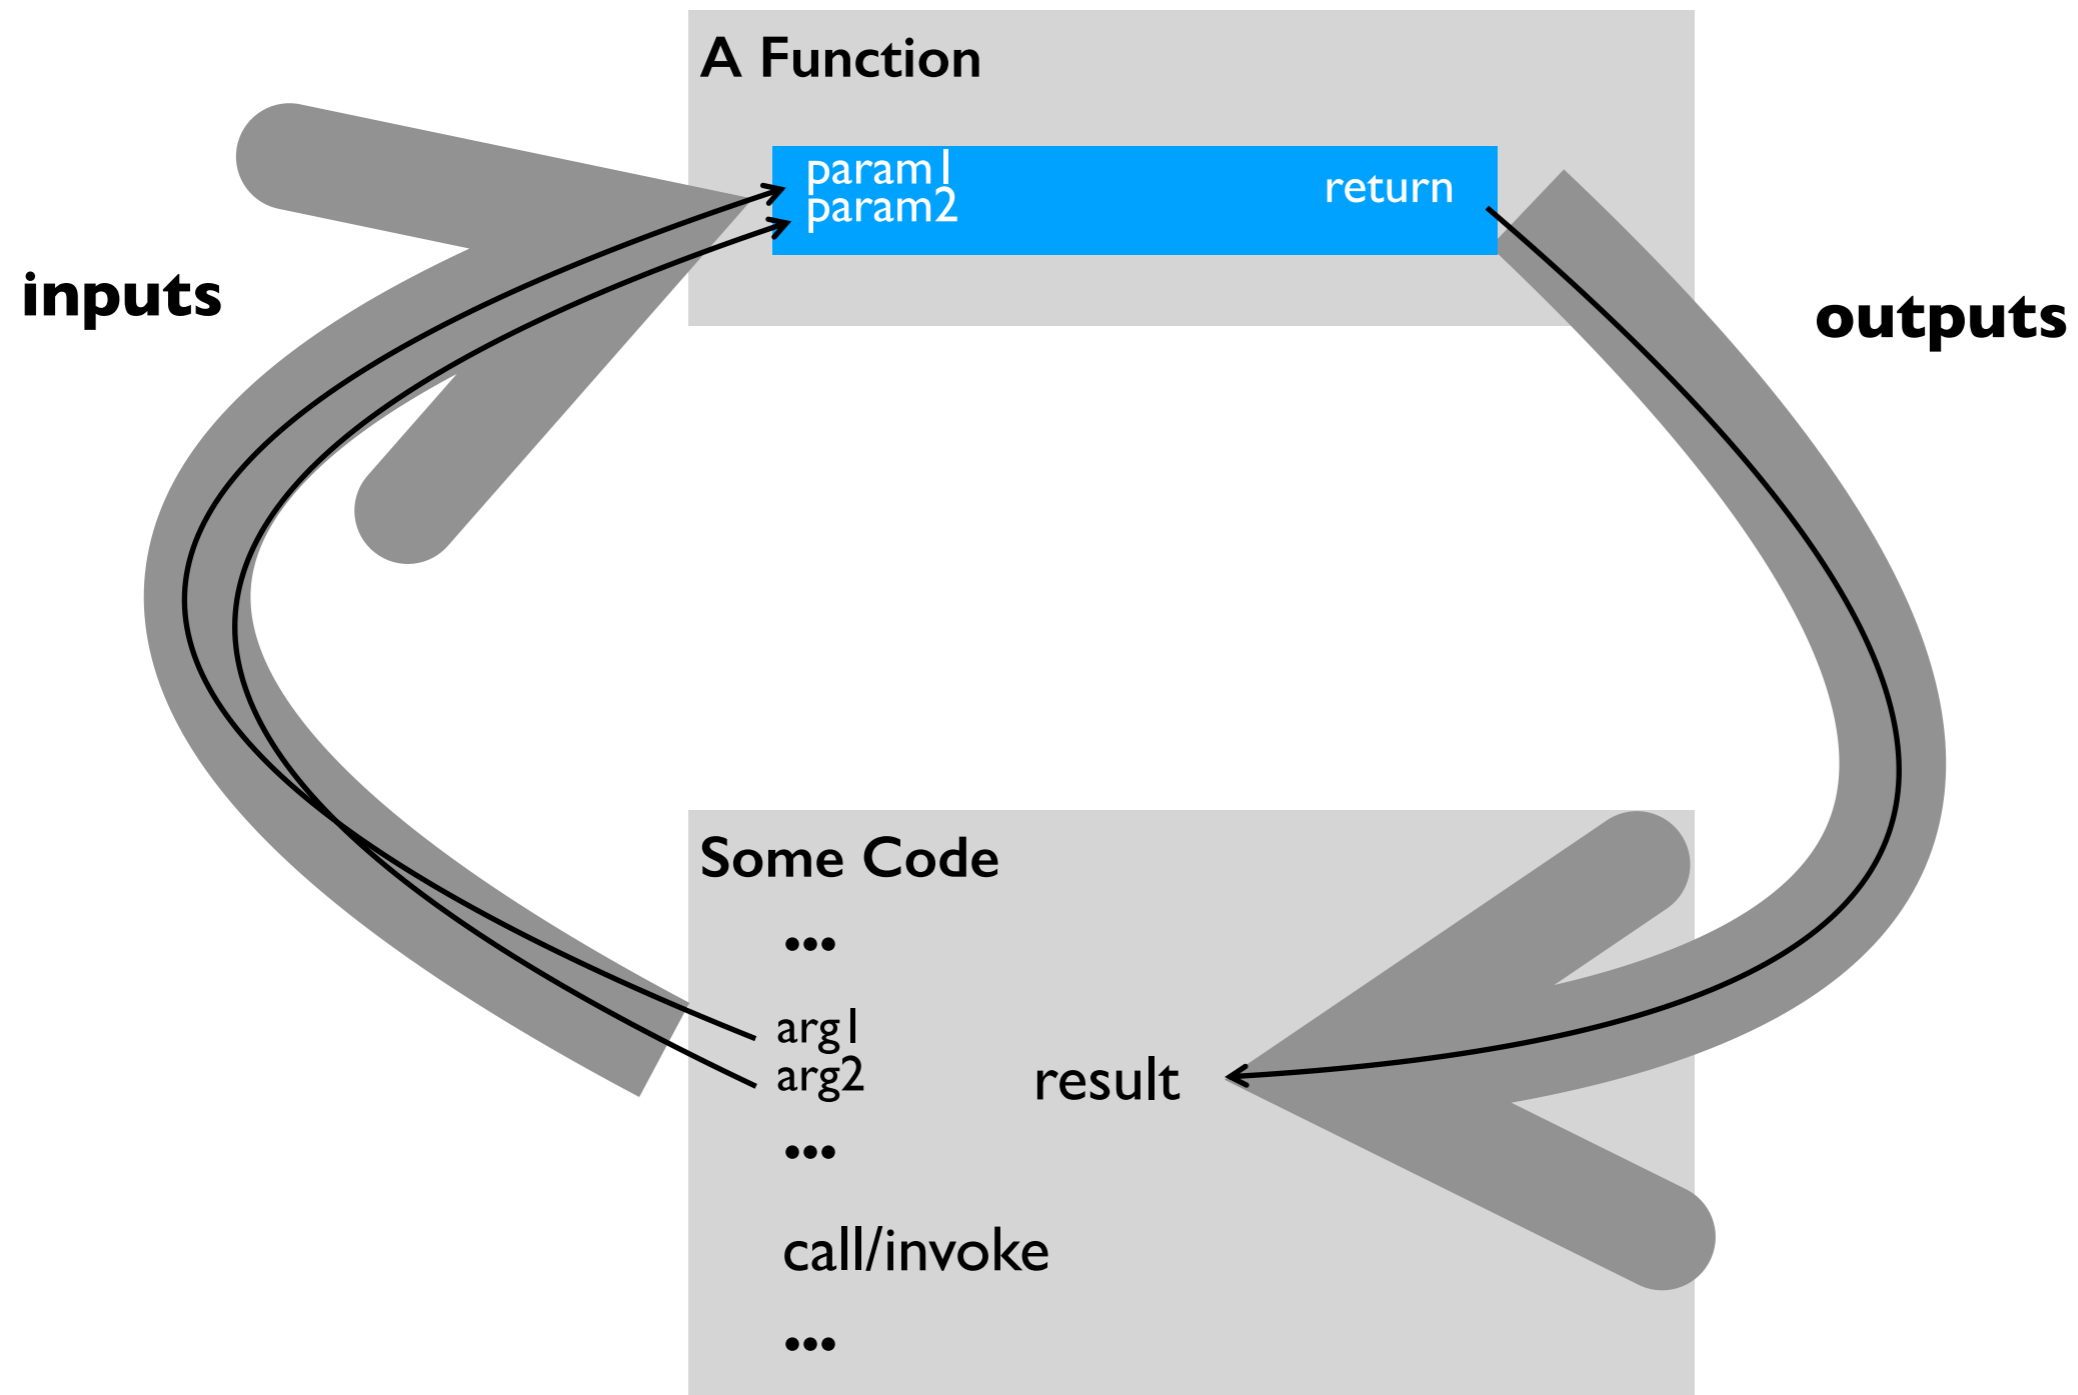 A Function
param1
param2
return
inputs
outputs
Some Code
...
arg1
arg2
result
...
call/invoke
...